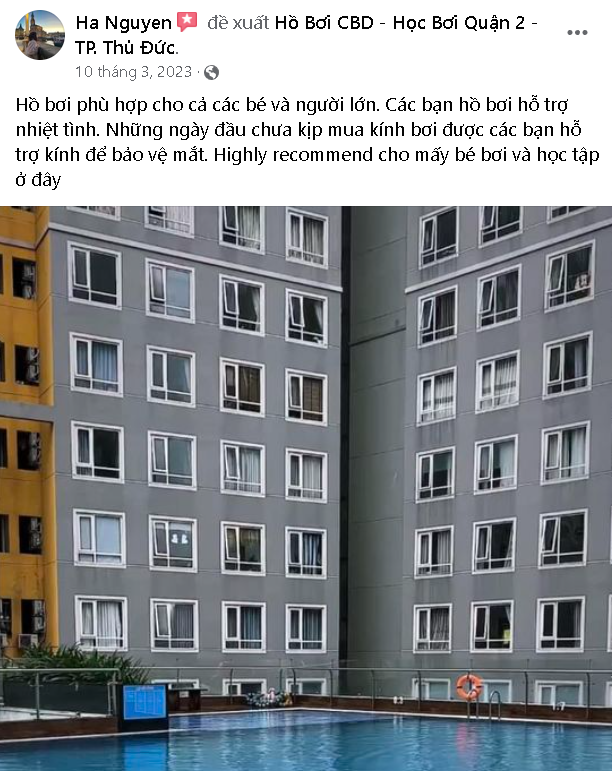 Ha Nguyen đề xuất Hồ Bơi CBD - Học Bơi Quận 2 -
TP. Thủ Đức.
10 tháng 3, 2023 ·
Hồ bơi phù hợp cho cả các bé và người lớn. Các bạn hồ bơi hỗ trợ
nhiệt tình. Những ngày đầu chưa kịp mua kính bơi được các bạn hỗ
trợ kính để bảo vệ mắt. Highly recommend cho mấy bé bơi và học tập
ở đây